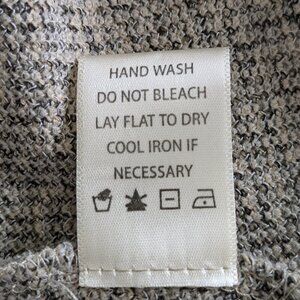 HAND WASH
DO NOT BLEACH
LAY FLAT TO DRY
COOL IRON IF
NECESSARY